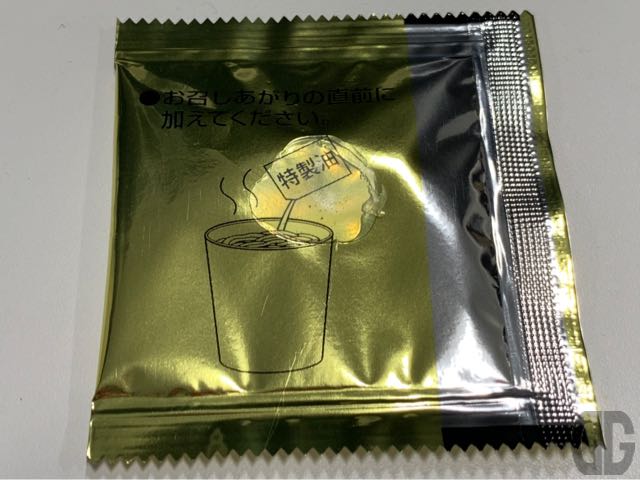 ●お召しあがりの直前に
加えてください。
特製油
GG